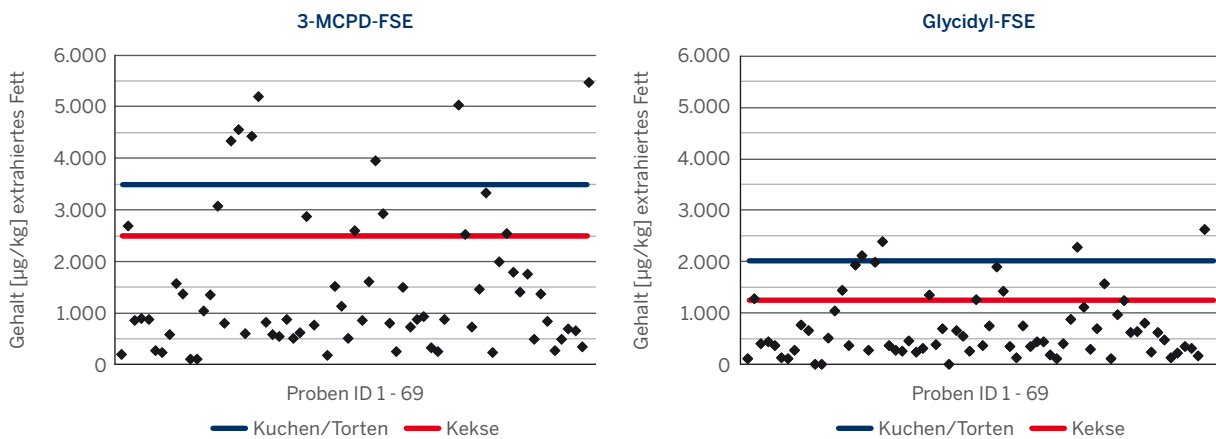 3-MCPD-FSE
Gehalt [µg/kg] extrahiertes Fett
6.000
5.000
4.000
3.000
2.000
1.000
0
Proben ID 1 - 69
Kuchen/Torten Kekse
Glycidyl-FSE
Gehalt [µg/kg] extrahiertes Fett
6.000
5.000
4.000
3.000
2.000
1.000
0
Proben ID 1 - 69
Kuchen/Torten Kekse